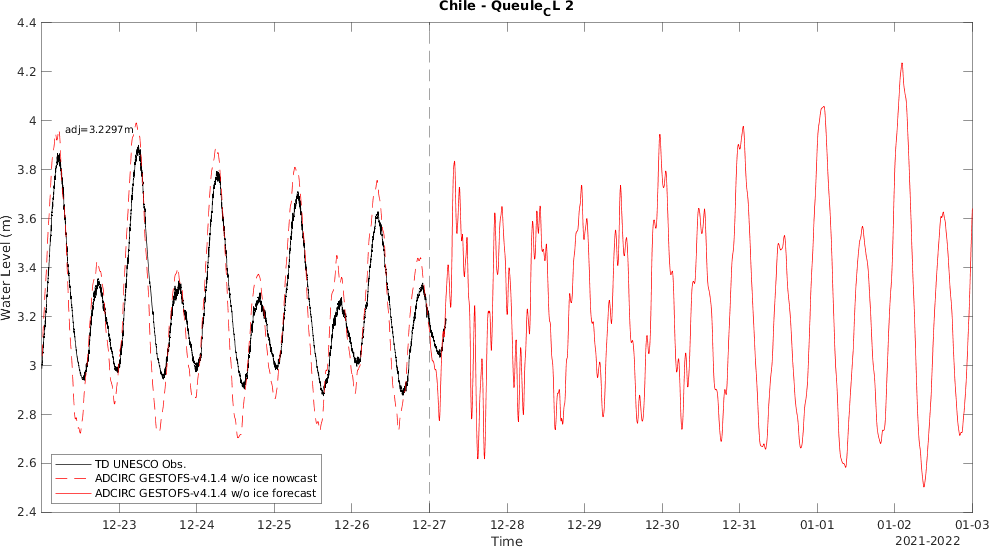 Chile - Queule_CL 2
4.4
4.2
4
3.8
3.6
3.4
3.2
3
2.8
2.6
2.4
Water Level (m)
adj=3.2297m
TD UNESCO Obs.
ADCIRC GESTOFS-v4.1.4 w/o ice nowcast
ADCIRC GESTOFS-v4.1.4 w/o ice forecast
12-23 12-24 12-25 12-26 12-27 12-28 12-29 12-30 12-31 01-01 01-02 01-03
Time
2021-2022